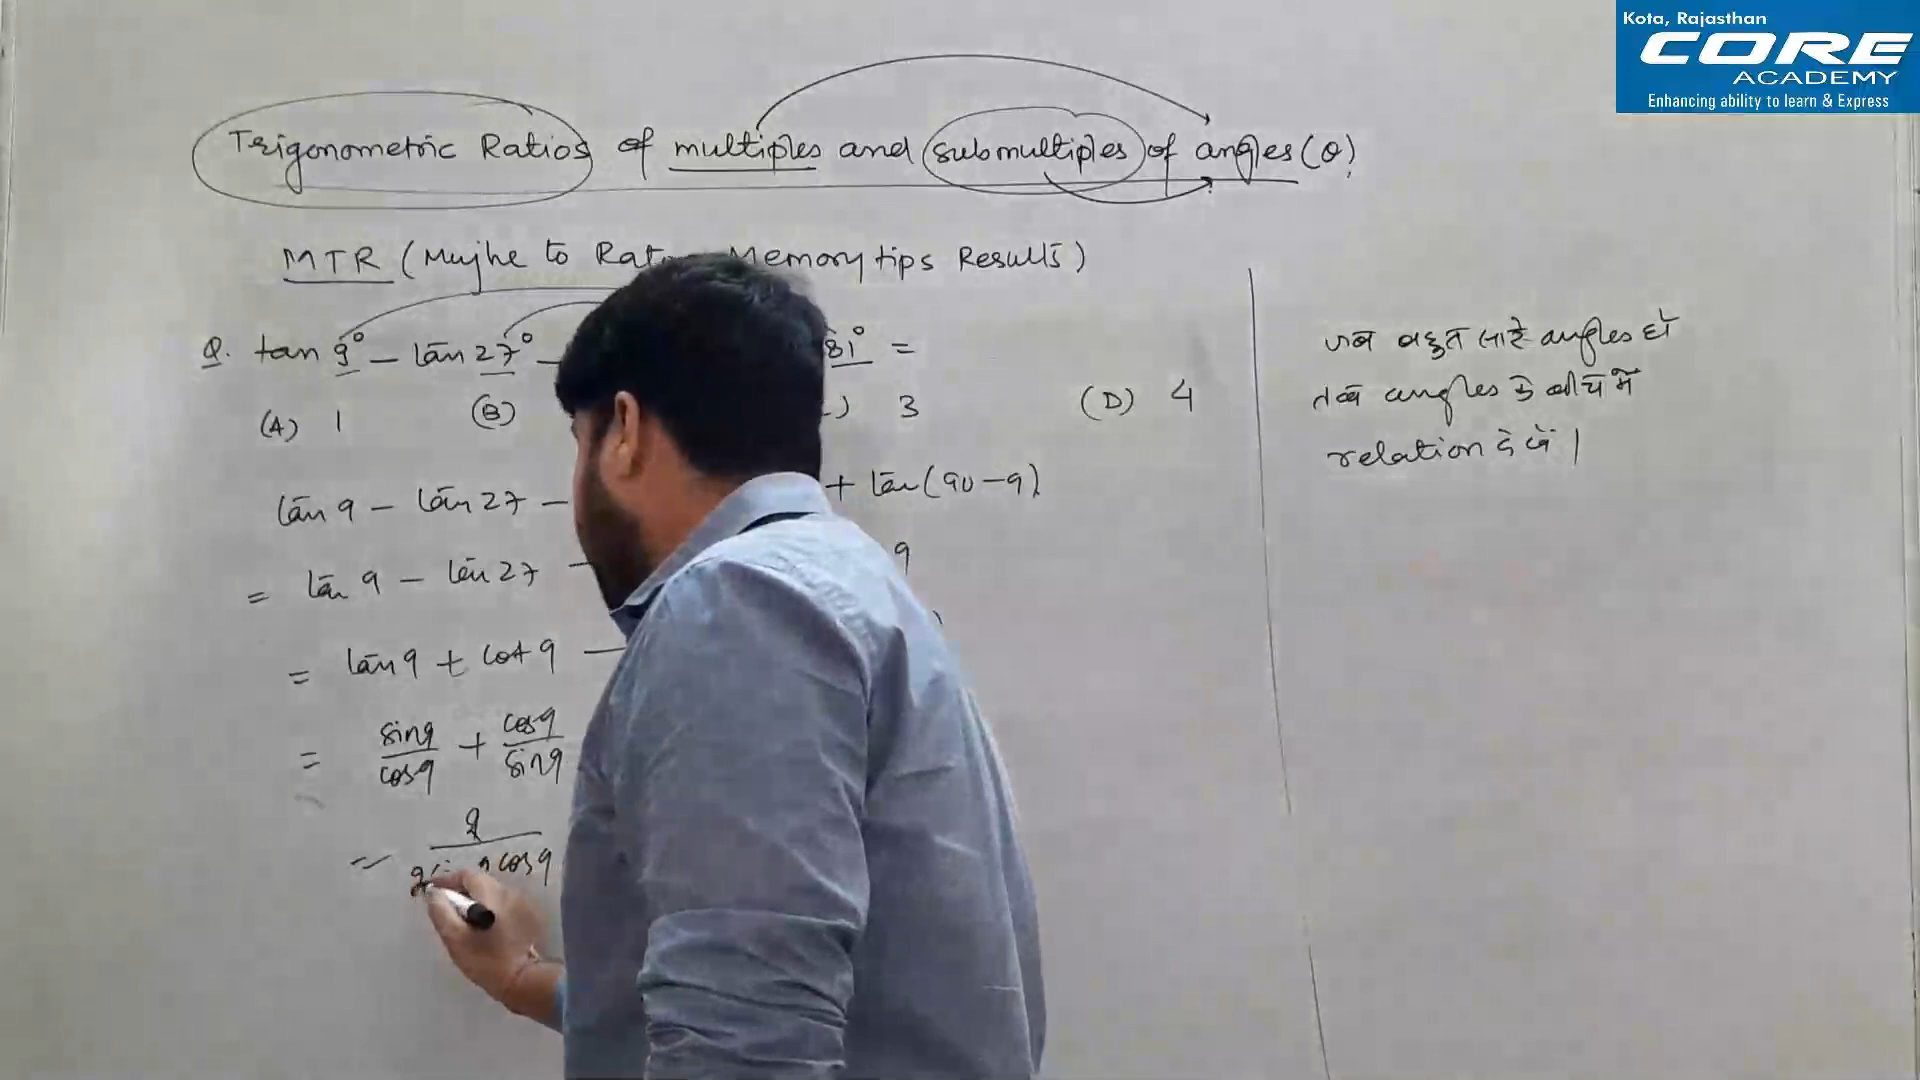 Kota, Rajasthan
CORE
ACADEMY
Enhancing ability to learn & Express
Trigonometric Ratios of multiples and submultiples of angles (θ)
MTR (Mujhe to Rat Memory tips Results)
Q. tan 9° - tan 27° - 81° =
(A) 1 (B) ) 3 (D) 4
tan 9 - tan 27 - + tan (90 - 9)
= tan 9 - tan 27 - 9
= tan 9 + cot 9 -
= sin9/cos9 + cos9/sin9
= 2/2 9 cos9
जब बहुत सारे angles हो
तब angles के बीच में
relation देखें।